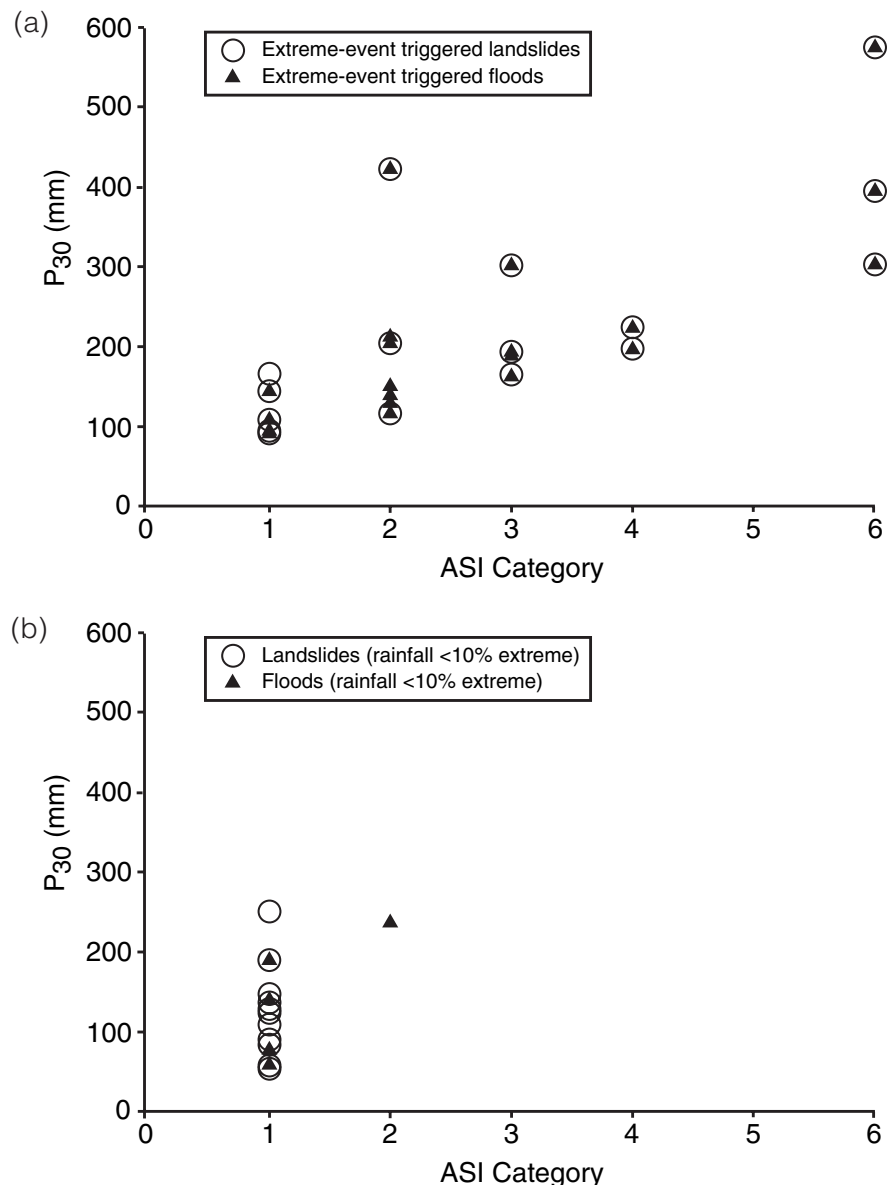 (a)
600
500
400
300
200
100
0
P30 (mm)
Extreme-event triggered landslides
Extreme-event triggered floods
0 1 2 3 4 5 6
ASI Category
(b)
600
500
400
300
200
100
0
P30 (mm)
Landslides (rainfall <10% extreme)
Floods (rainfall <10% extreme)
0 1 2 3 4 5 6
ASI Category